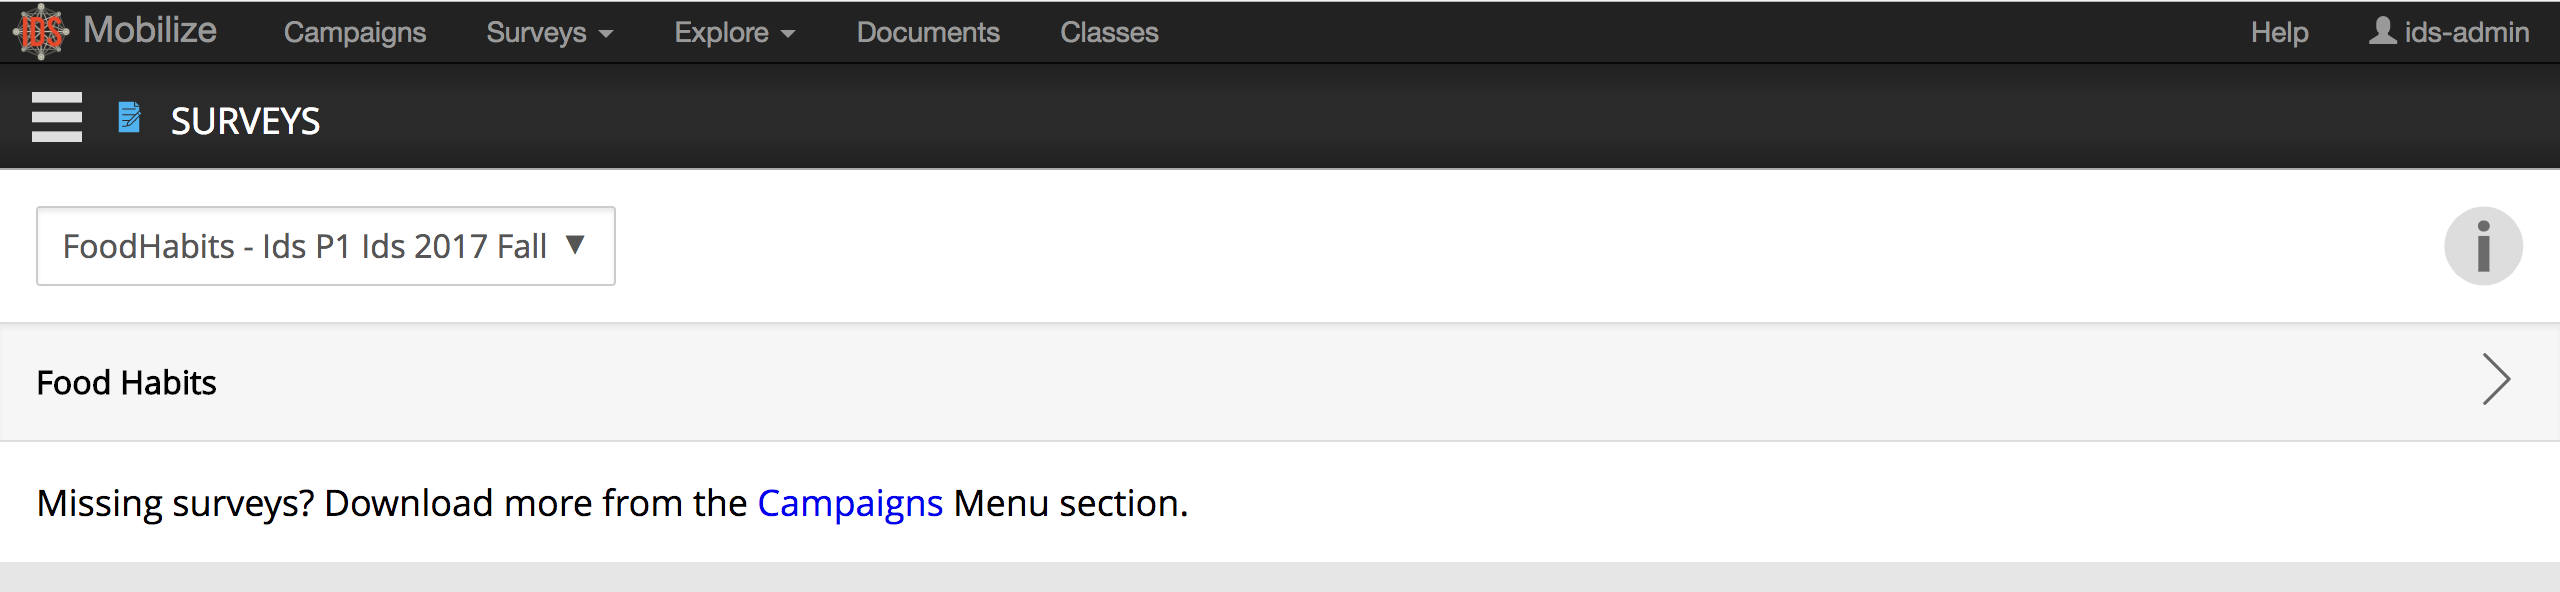 IDS Mobilize Campaigns Surveys Explore Documents Classes Help ids-admin
SURVEYS
FoodHabits - Ids P1 Ids 2017 Fall
Food Habits
Missing surveys? Download more from the Campaigns Menu section.